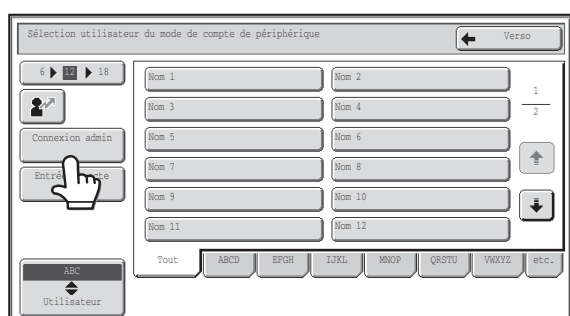 Sélection utilisateur du mode de compte de périphérique
Verso
6 12 18
Nom 1 Nom 2
Nom 3 Nom 4
1
2
Connexion admin
Nom 5 Nom 6
Nom 7 Nom 8
Nom 9 Nom 10
Nom 11 Nom 12
Tout ABCD EFGH IJKL MNOP QRSTU VWXYZ etc.
ABC
Utilisateur